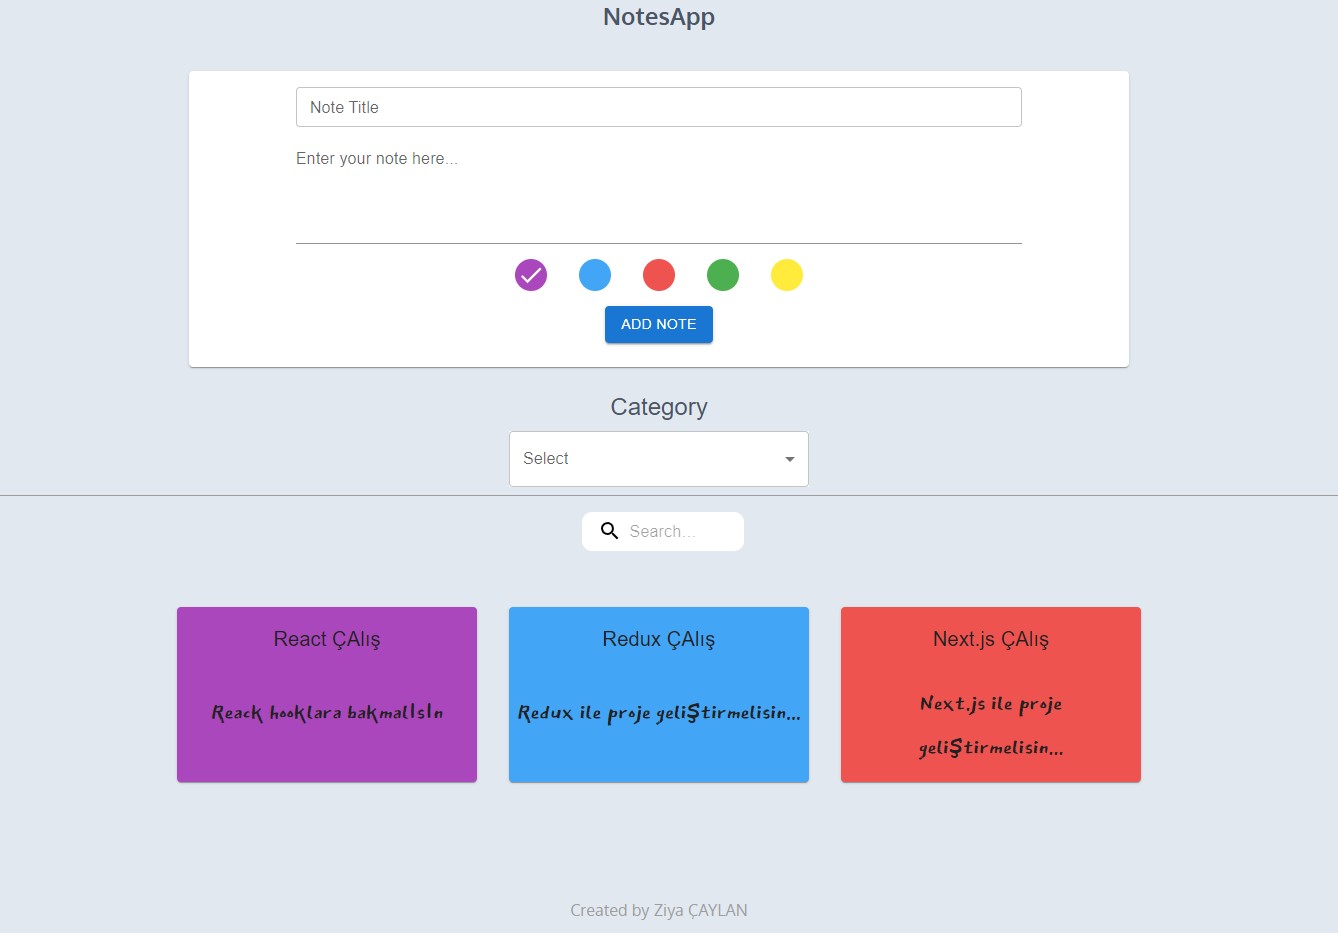 NotesApp
Note Title
Enter your note here...
ADD NOTE
Category
Select
Search...
React ÇAlış
Reack hooklara bakmalIsIn
Redux ÇAlış
Redux ile proje geliŞtirmelisin...
Next.js ÇAlış
Next.js ile proje
geliŞtirmelisin...
Created by Ziya ÇAYLAN